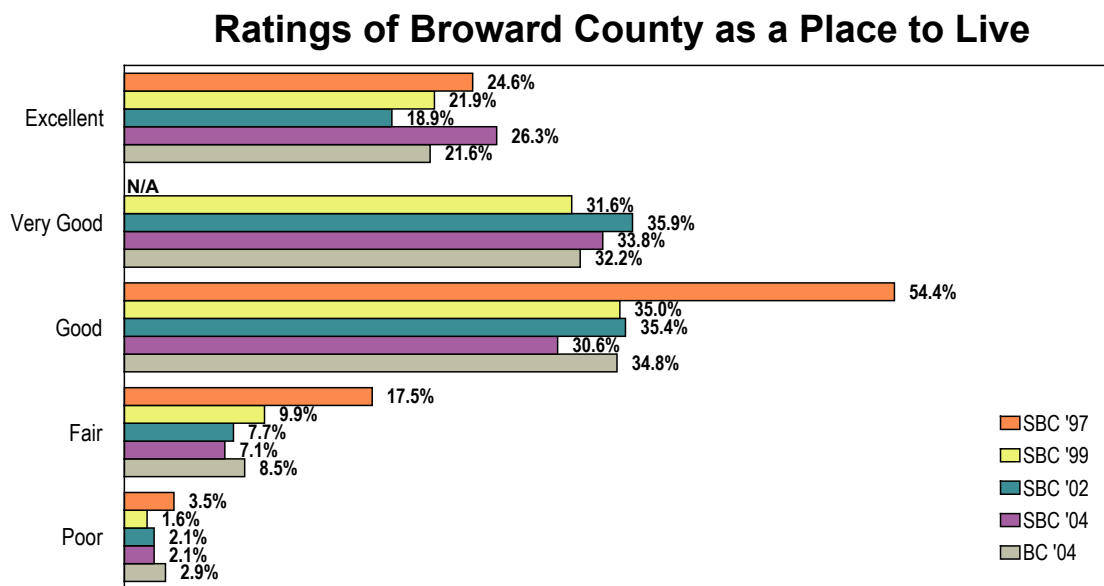 Ratings of Broward County as a Place to Live
Excellent
24.6%
21.9%
18.9%
26.3%
21.6%
Very Good
N/A
31.6%
35.9%
33.8%
32.2%
Good
54.4%
35.0%
35.4%
30.6%
34.8%
Fair
17.5%
9.9%
7.7%
7.1%
8.5%
Poor
3.5%
1.6%
2.1%
2.1%
2.9%
SBC '97
SBC '99
SBC '02
SBC '04
BC '04